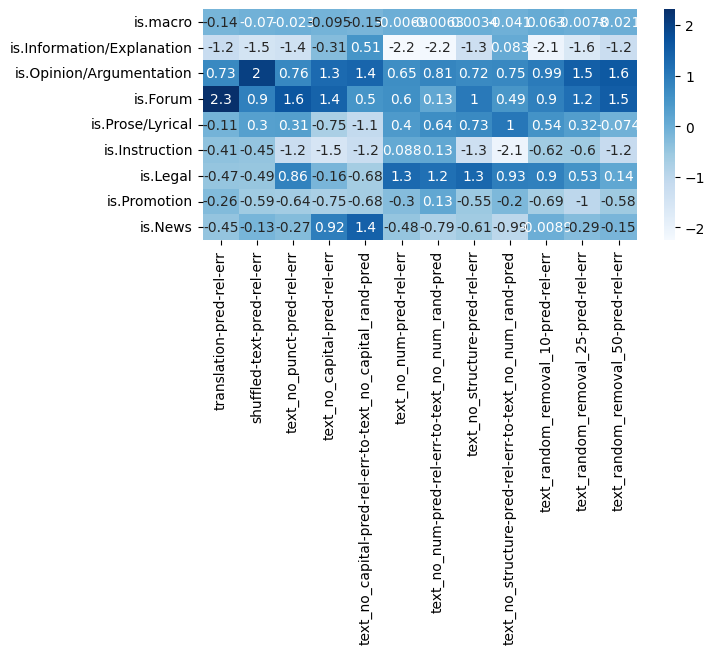 is.macro -0.14 -0.07 -0.095 -0.15 -0.041
is.Information/Explanation -1.2 -1.5 -1.4 -0.31 0.51 -2.2 -2.2 -1.3 0.083 -2.1 -1.6 -1.2
is.Opinion/Argumentation 0.73 2 0.76 1.3 1.4 0.65 0.81 0.72 0.75 0.99 1.5 1.6
is.Forum 2.3 0.9 1.6 1.4 0.5 0.6 0.13 1 0.49 0.9 1.2 1.5
is.Prose/Lyrical -0.11 0.3 0.31 -0.75 -1.1 0.4 0.64 0.73 1 0.54 0.32 -0.074
is.Instruction -0.41 -0.45 -1.2 -1.5 -1.2 0.088 0.13 -1.3 -2.1 -0.62 -0.6 -1.2
is.Legal -0.47 -0.49 0.86 -0.16 -0.68 1.3 1.2 1.3 0.93 0.9 0.53 0.14
is.Promotion -0.26 -0.59 -0.64 -0.75 -0.68 -0.3 0.13 -0.55 -0.2 -0.69 -1 -0.58
is.News -0.45 -0.13 -0.27 0.92 1.4 -0.48 -0.79 -0.61 -0.95 -0.29 -0.15
translation-pred-rel-err
shuffled-text-pred-rel-err
text_no_punct-pred-rel-err
text_no_capital-pred-rel-err
text_no_capital-pred-rel-err-to-text_no_capital_rand-pred
text_no_num-pred-rel-err
text_no_num-pred-rel-err-to-text_no_num_rand-pred
text_no_structure-pred-rel-err
text_no_structure-pred-rel-err-to-text_no_num_rand-pred
text_random_removal_10-pred-rel-err
text_random_removal_25-pred-rel-err
text_random_removal_50-pred-rel-err
2
1
0
-1
-2